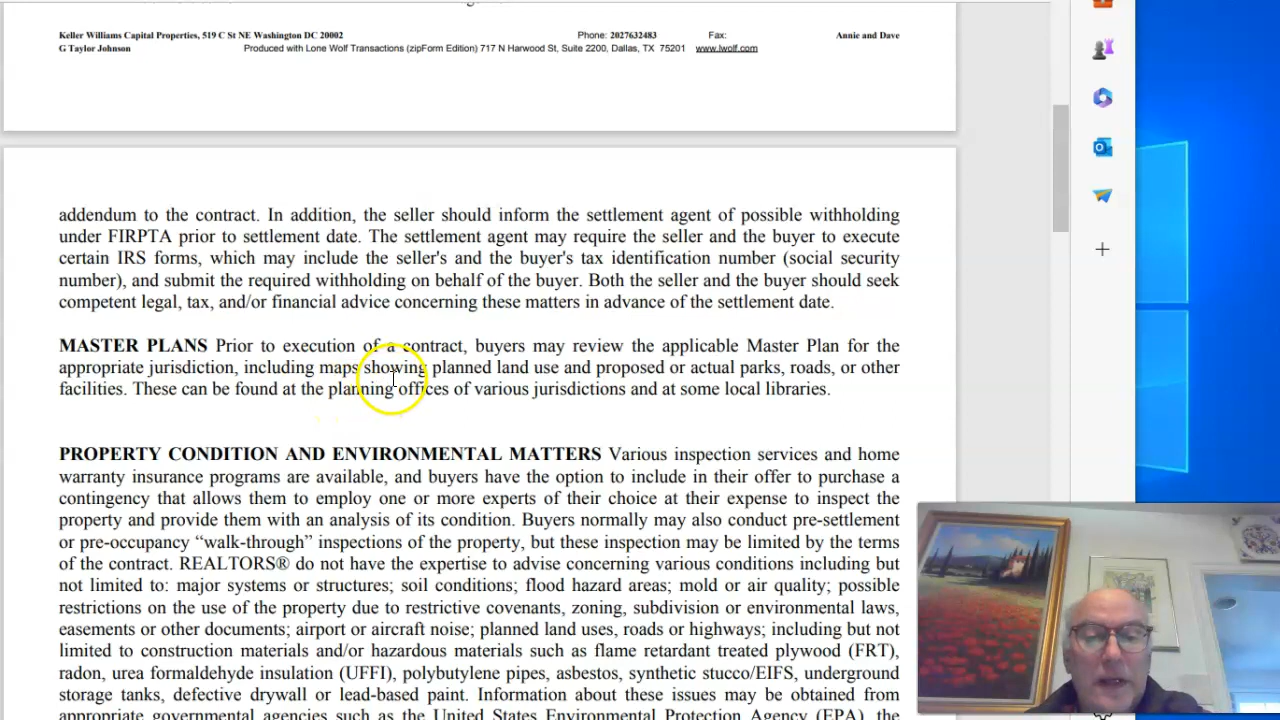 Keller Williams Capital Properties, 519 C St NE Washington DC 20002 Phone: 2027632483 Fax: Annie and Dave
G Taylor Johnson Produced with Lone Wolf Transactions (zipForm Edition) 717 N Harwood St, Suite 2200, Dallas, TX 75201 www.lwolf.com
addendum to the contract. In addition, the seller should inform the settlement agent of possible withholding
under FIRPTA prior to settlement date. The settlement agent may require the seller and the buyer to execute
certain IRS forms, which may include the seller's and the buyer's tax identification number (social security
number), and submit the required withholding on behalf of the buyer. Both the seller and the buyer should seek
competent legal, tax, and/or financial advice concerning these matters in advance of the settlement date.
MASTER PLANS Prior to execution of a contract, buyers may review the applicable Master Plan for the
appropriate jurisdiction, including maps showing planned land use and proposed or actual parks, roads, or other
facilities. These can be found at the planning offices of various jurisdictions and at some local libraries.
PROPERTY CONDITION AND ENVIRONMENTAL MATTERS Various inspection services and home
warranty insurance programs are available, and buyers have the option to include in their offer to purchase a
contingency that allows them to employ one or more experts of their choice at their expense to inspect the
property and provide them with an analysis of its condition. Buyers normally may also conduct pre-settlement
or pre-occupancy “walk-through” inspections of the property, but these inspection may be limited by the terms
of the contract. REALTORS® do not have the expertise to advise concerning various conditions including but
not limited to: major systems or structures; soil conditions; flood hazard areas; mold or air quality; possible
restrictions on the use of the property due to restrictive covenants, zoning, subdivision or environmental laws,
easements or other documents; airport or aircraft noise; planned land uses, roads or highways; including but not
limited to construction materials and/or hazardous materials such as flame retardant treated plywood (FRT),
radon, urea formaldehyde insulation (UFFI), polybutylene pipes, asbestos, synthetic stucco/EIFS, underground
storage tanks, defective drywall or lead-based paint. Information about these issues may be obtained from
appropriate governmental agencies such as the United States Environmental Protection Agency (EPA), the